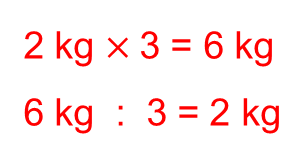 2 kg × 3 = 6 kg
6 kg : 3 = 2 kg